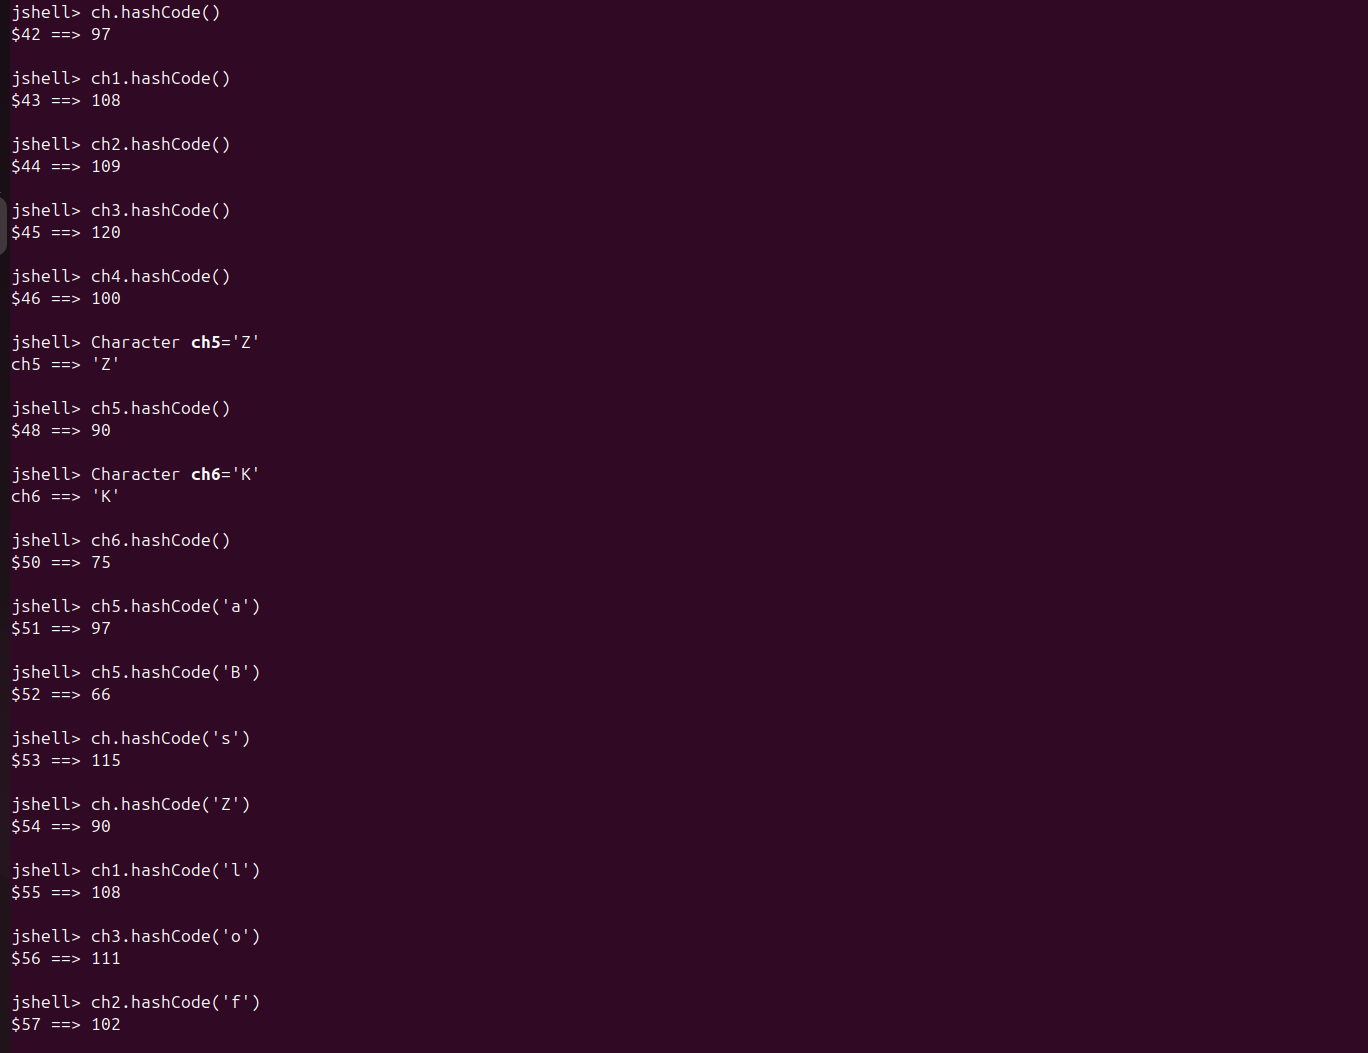 jshell> ch.hashCode()
$42 ==> 97
jshell> ch1.hashCode()
$43 ==> 108
jshell> ch2.hashCode()
$44 ==> 109
jshell> ch3.hashCode()
$45 ==> 120
jshell> ch4.hashCode()
$46 ==> 100
jshell> Character ch5='Z'
ch5 ==> 'Z'
jshell> ch5.hashCode()
$48 ==> 90
jshell> Character ch6='K'
ch6 ==> 'K'
jshell> ch6.hashCode()
$50 ==> 75
jshell> ch5.hashCode('a')
$51 ==> 97
jshell> ch5.hashCode('B')
$52 ==> 66
jshell> ch.hashCode('s')
$53 ==> 115
jshell> ch.hashCode('Z')
$54 ==> 90
jshell> ch1.hashCode('l')
$55 ==> 108
jshell> ch3.hashCode('o')
$56 ==> 111
jshell> ch2.hashCode('f')
$57 ==> 102